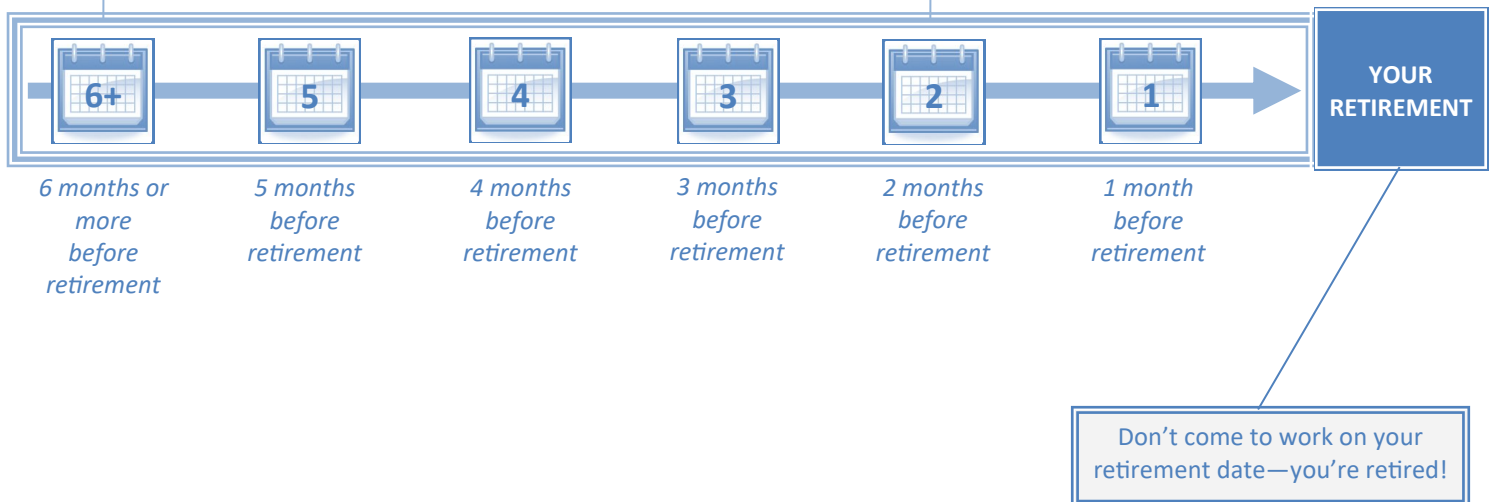 6+
5
4
3
2
1
YOUR
RETIREMENT
6 months or
more
before
retirement
5 months
before
retirement
4 months
before
retirement
3 months
before
retirement
2 months
before
retirement
1 month
before
retirement
Don’t come to work on your
retirement date—you’re retired!